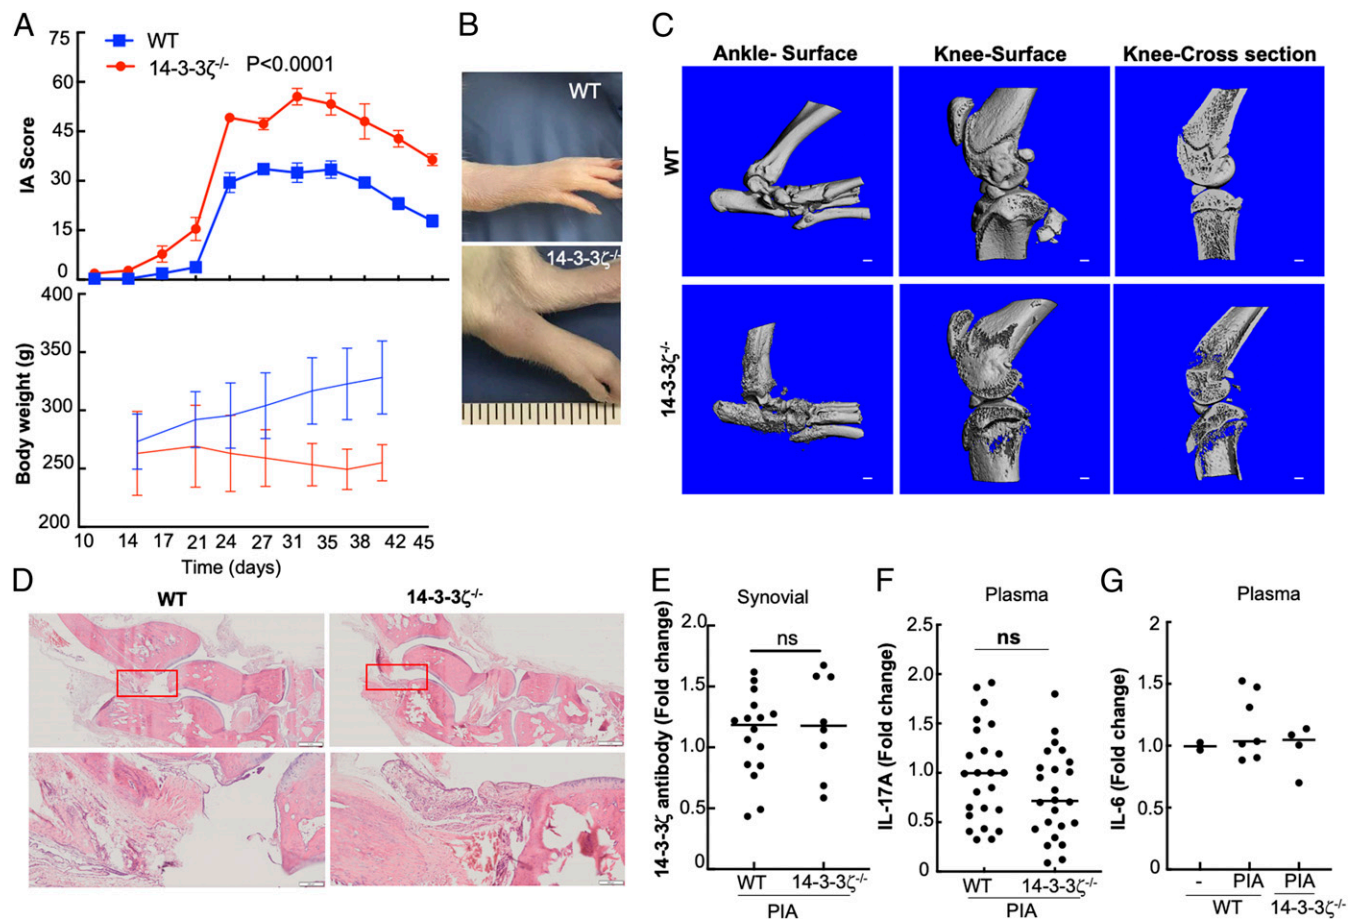 A
75
60
45
30
15
0
IA Score
WT
14-3-3ζ-/-
P<0.0001
400
350
300
250
200
Body weight (g)
10 14 17 21 24 27 31 35 38 42 45
Time (days)
B
WT
14-3-3ζ-/-
C
Ankle- Surface Knee-Surface Knee-Cross section
WT
14-3-3ζ-/-
D
WT 14-3-3ζ-/-
E
Synovial
ns
14-3-3ζ antibody (Fold change)
2.0
1.5
1.0
0.5
0
WT 14-3-3ζ-/-
PIA
F
Plasma
ns
IL-17A (Fold change)
2.5
2.0
1.5
1.0
0.5
0
WT 14-3-3ζ-/-
PIA
G
Plasma
IL-6 (Fold change)
2
1.5
1
0.5
0
- PIA PIA
WT 14-3-3ζ-/-